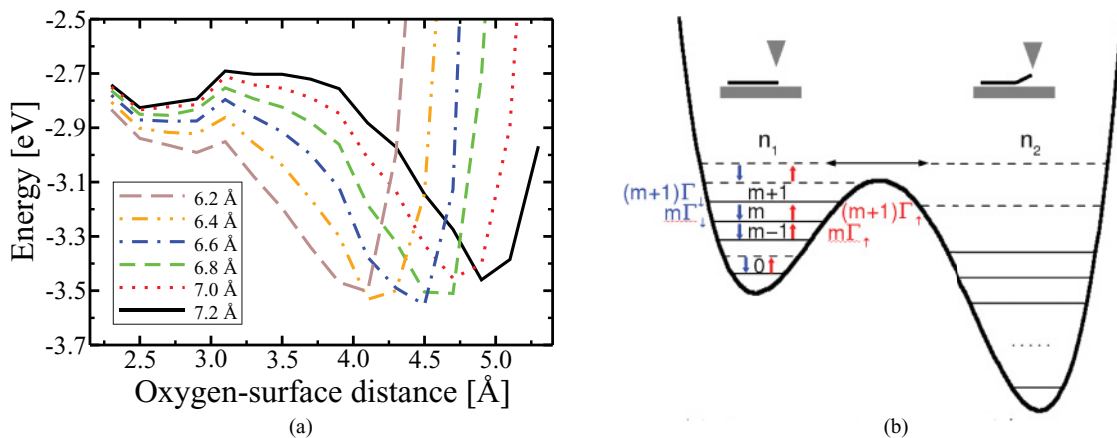 -2.5
-2.7
-2.9
-3.1
-3.3
-3.5
-3.7
Energy [eV]
6.2 Å
6.4 Å
6.6 Å
6.8 Å
7.0 Å
7.2 Å
2.5 3.0 3.5 4.0 4.5 5.0
Oxygen-surface distance [Å]
(a)
n₁ n₂
(m+1)Γ↓ m+1
mΓ↓ m (m+1)Γ↑
m−1 mΓ↑
0
.....
(b)